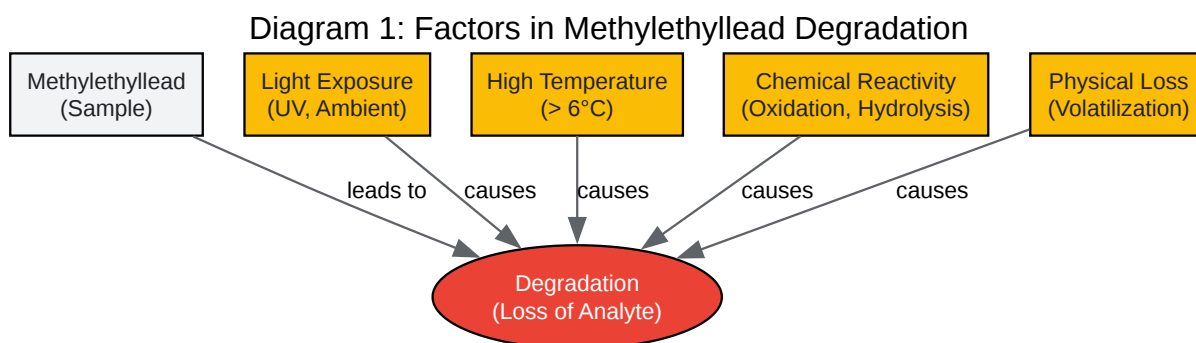 Diagram 1: Factors in Methylethyllead Degradation
Methylethyllead
(Sample)
Light Exposure
(UV, Ambient)
High Temperature
(> 6°C)
Chemical Reactivity
(Oxidation, Hydrolysis)
Physical Loss
(Volatilization)
leads to
causes
causes
causes
causes
Degradation
(Loss of Analyte)